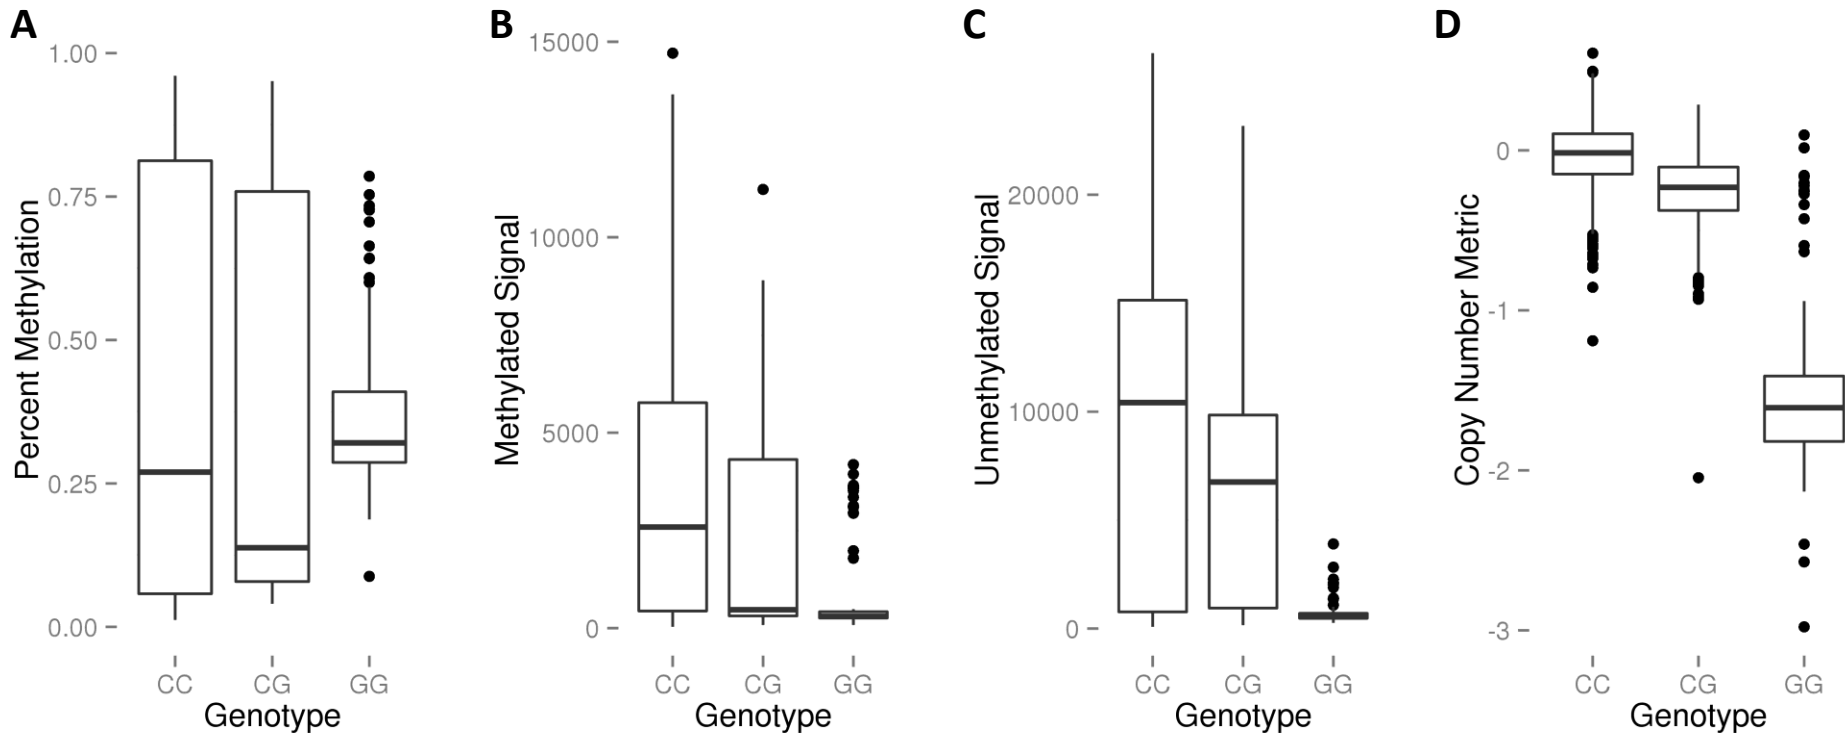 A
Percent Methylation
1.00
0.75
0.50
0.25
0.00
CC CG GG
Genotype
B
Methylated Signal
15000
10000
5000
0
CC CG GG
Genotype
C
Unmethylated Signal
20000
10000
0
CC CG GG
Genotype
D
Copy Number Metric
0
-1
-2
-3
CC CG GG
Genotype